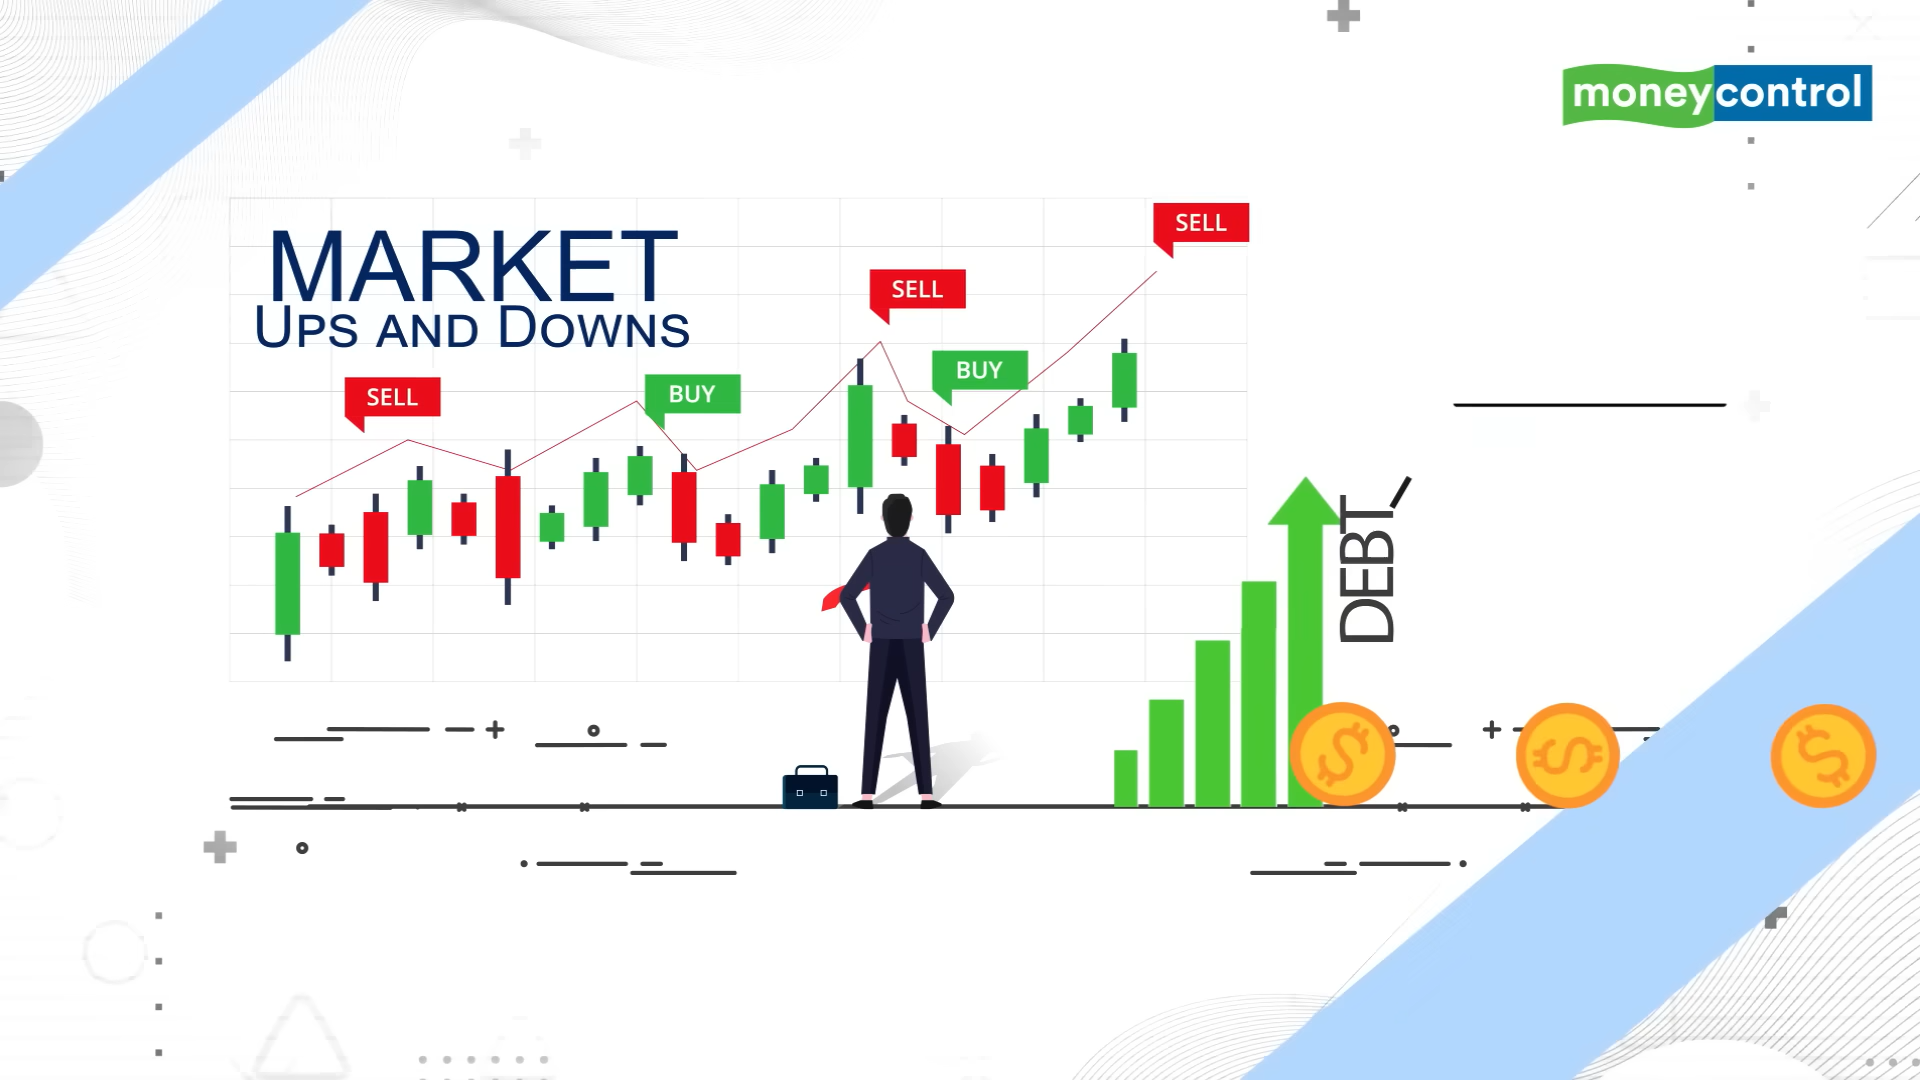 moneycontrol
MARKET
Ups and Downs
SELL
SELL
SELL
BUY
BUY
DEBT